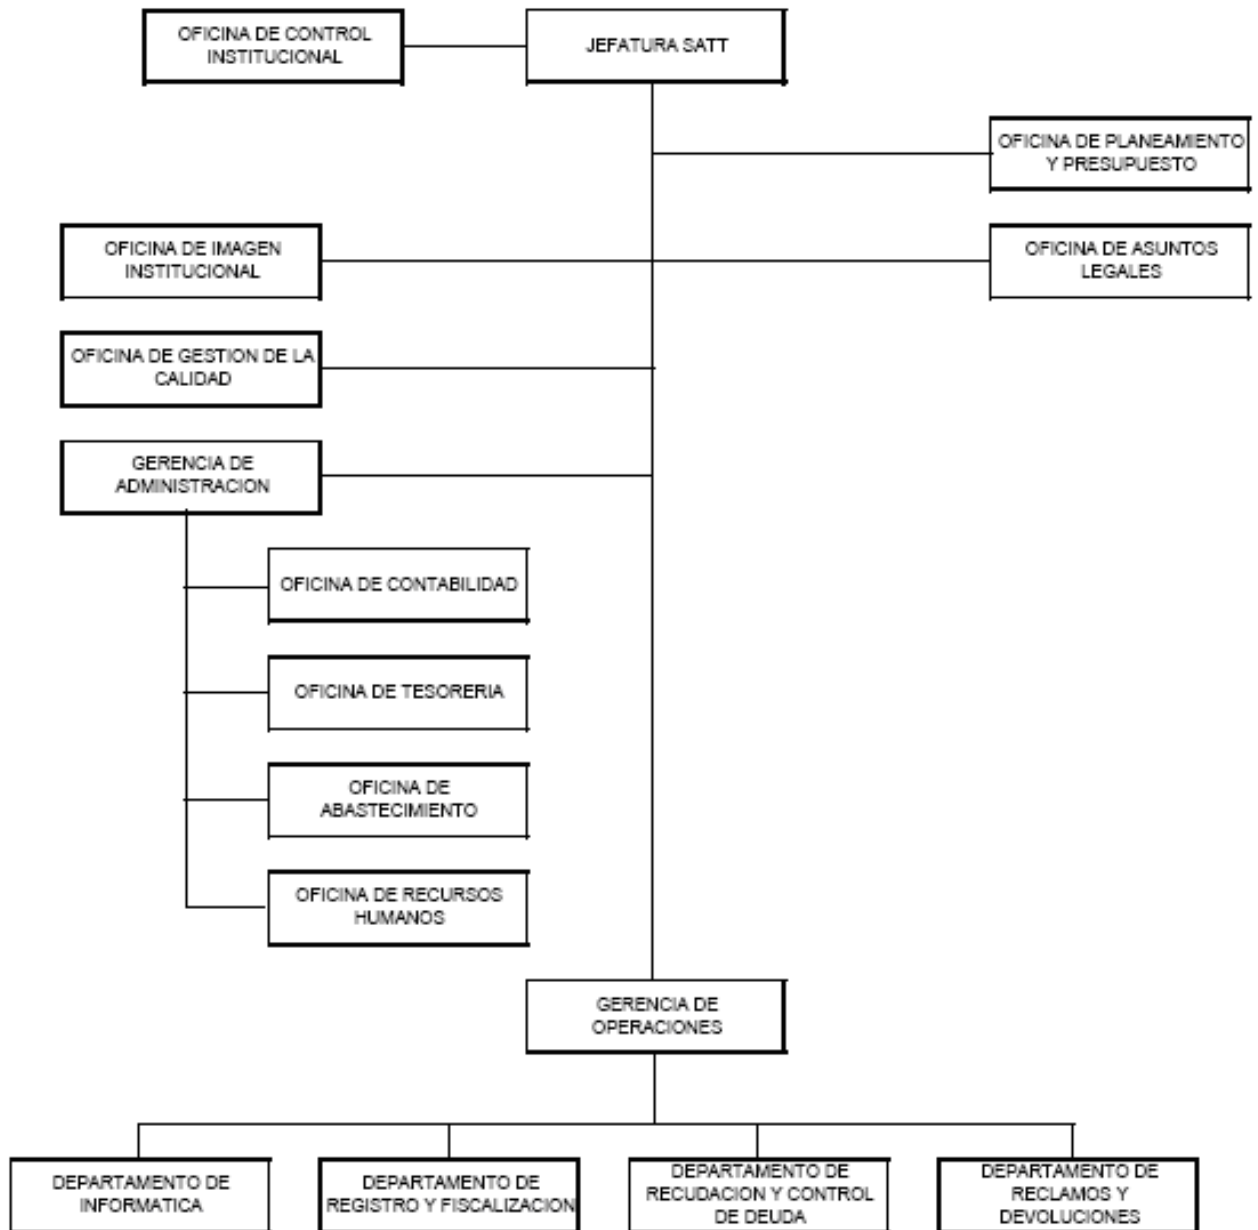 OFICINA DE CONTROL
INSTITUCIONAL
JEFATURA SATT
OFICINA DE PLANEAMIENTO
Y PRESUPUESTO
OFICINA DE IMAGEN
INSTITUCIONAL
OFICINA DE ASUNTOS
LEGALES
OFICINA DE GESTION DE LA
CALIDAD
GERENCIA DE
ADMINISTRACION
OFICINA DE CONTABILIDAD
OFICINA DE TESORERIA
OFICINA DE
ABASTECIMIENTO
OFICINA DE RECURSOS
HUMANOS
GERENCIA DE
OPERACIONES
DEPARTAMENTO DE
INFORMATICA
DEPARTAMENTO DE
REGISTRO Y FISCALIZACION
DEPARTAMENTO DE
RECUDACION Y CONTROL
DE DEUDA
DEPARTAMENTO DE
RECLAMOS Y
DEVOLUCIONES